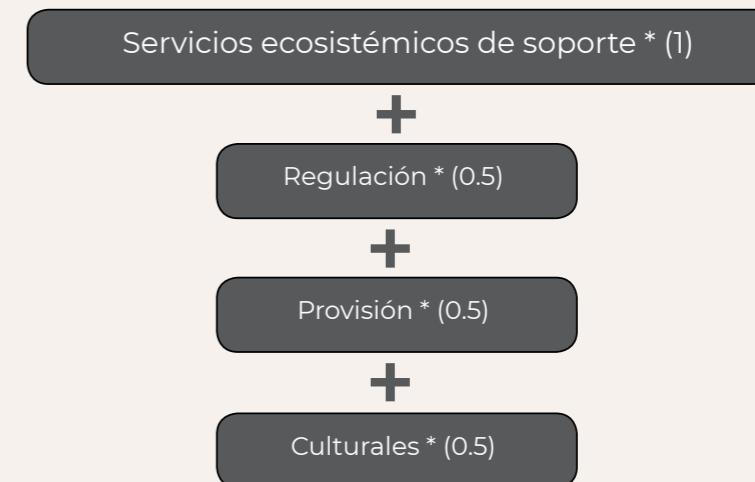 Servicios ecosistémicos de soporte * (1)
+
Regulación * (0.5)
+
Provisión * (0.5)
+
Culturales * (0.5)